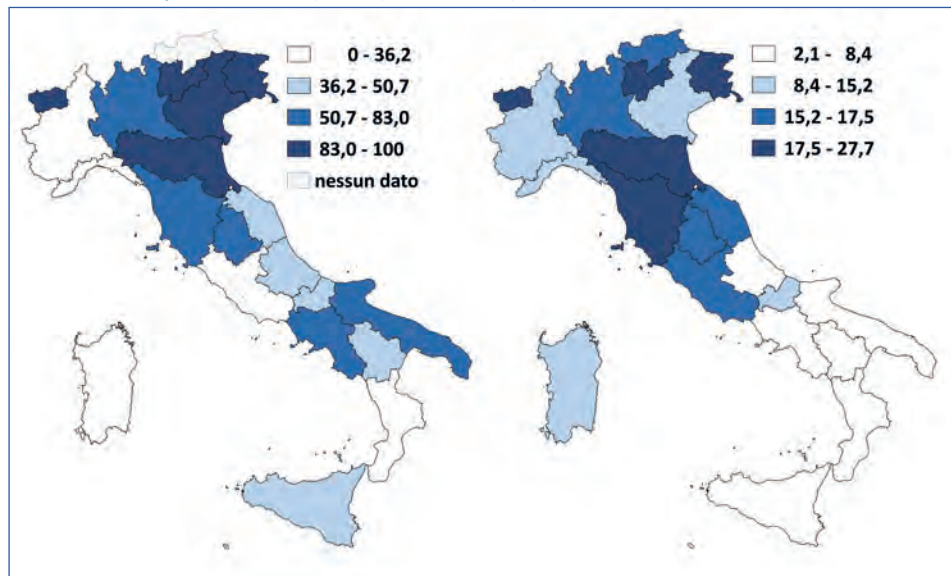 0 - 36,2
36,2 - 50,7
50,7 - 83,0
83,0 - 100
nessun dato
2,1 - 8,4
8,4 - 15,2
15,2 - 17,5
17,5 - 27,7